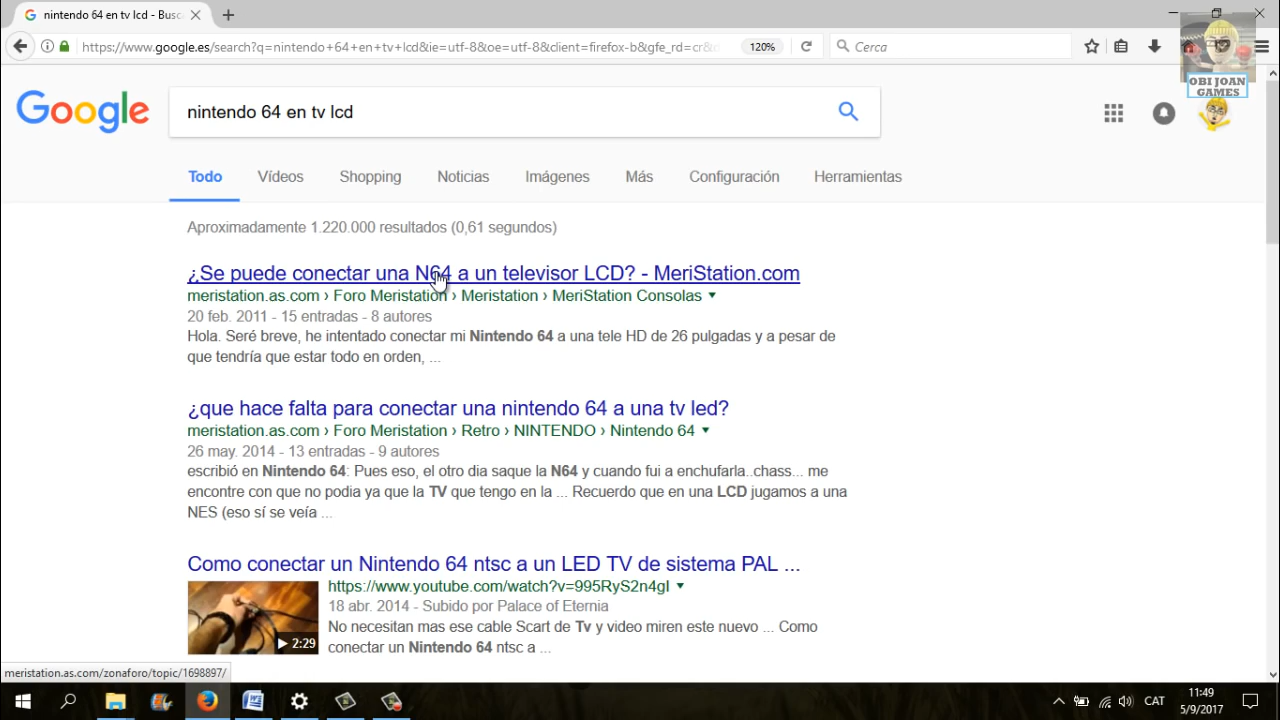 nintendo 64 en tv lcd - Busc
https://www.google.es/search?q=nintendo+64+en+tv+lcd&ie=utf-8&oe=utf-8&client=firefox-b&gfe_rd=cr&
120%
Cerca
OBI JOAN
GAMES
Google
nintendo 64 en tv lcd
Todo
Vídeos
Shopping
Noticias
Imágenes
Más
Configuración
Herramientas
Aproximadamente 1.220.000 resultados (0,61 segundos)
¿Se puede conectar una N64 a un televisor LCD? - MeriStation.com
meristation.as.com › Foro Meristation › Meristation › MeriStation Consolas
20 feb. 2011 - 15 entradas - 8 autores
Hola. Seré breve, he intentado conectar mi Nintendo 64 a una tele HD de 26 pulgadas y a pesar de
que tendría que estar todo en orden, ...
¿que hace falta para conectar una nintendo 64 a una tv led?
meristation.as.com › Foro Meristation › Retro › NINTENDO › Nintendo 64
26 may. 2014 - 13 entradas - 9 autores
escribió en Nintendo 64: Pues eso, el otro dia saque la N64 y cuando fui a enchufarla..chass... me
encontre con que no podia ya que la TV que tengo en la ... Recuerdo que en una LCD jugamos a una
NES (eso sí se veía ...
Como conectar un Nintendo 64 ntsc a un LED TV de sistema PAL ...
https://www.youtube.com/watch?v=995RyS2n4gI
18 abr. 2014 - Subido por Palace of Eternia
No necesitan mas ese cable Scart de Tv y video miren este nuevo ... Como
conectar un Nintendo 64 ntsc a ...
2:29
meristation.as.com/zonaforo/topic/1698897/
CAT
11:49
5/9/2017